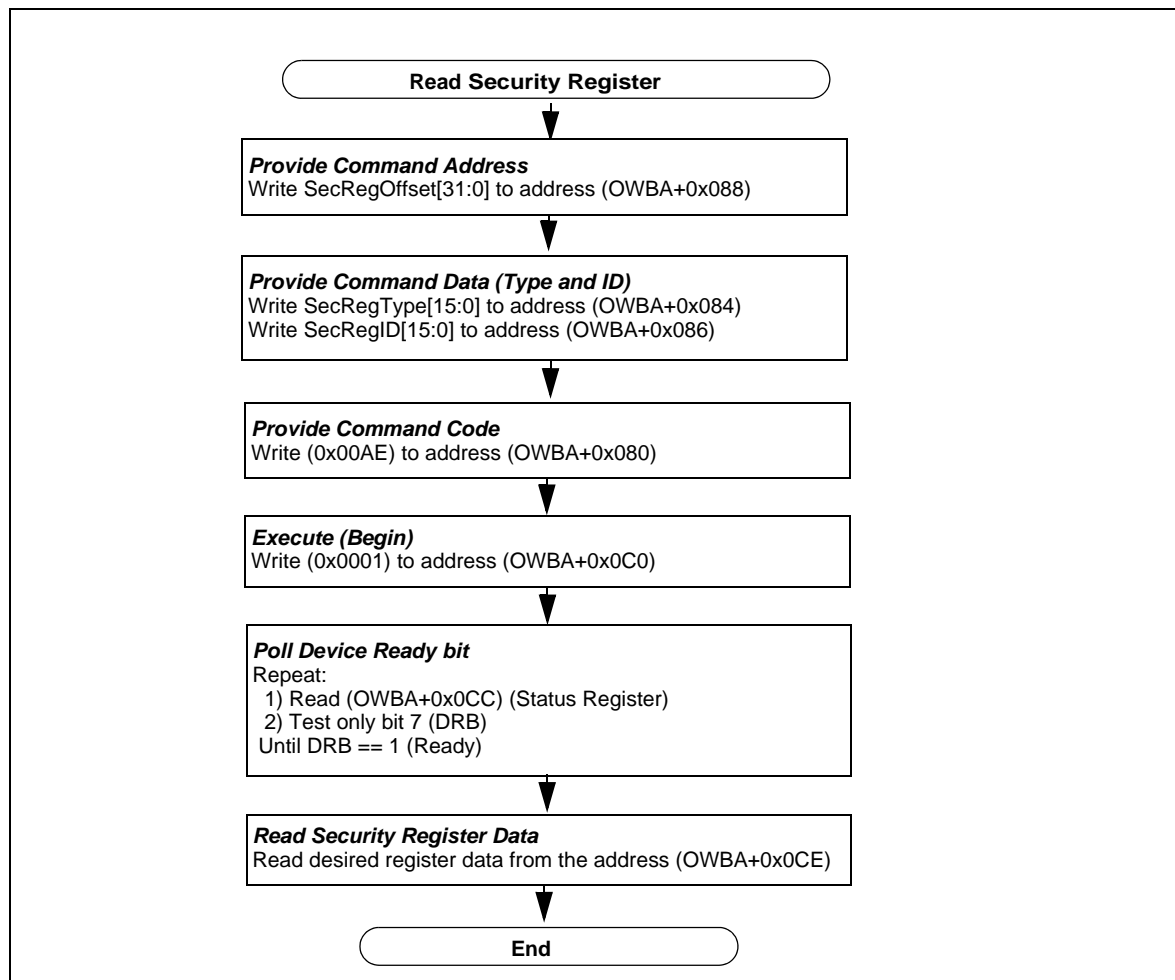 Read Security Register
Provide Command Address
Write SecRegOffset[31:0] to address (OWBA+0x088)
Provide Command Data (Type and ID)
Write SecRegType[15:0] to address (OWBA+0x084)
Write SecRegID[15:0] to address (OWBA+0x086)
Provide Command Code
Write (0x00AE) to address (OWBA+0x080)
Execute (Begin)
Write (0x0001) to address (OWBA+0x0C0)
Poll Device Ready bit
Repeat:
1) Read (OWBA+0x0CC) (Status Register)
2) Test only bit 7 (DRB)
Until DRB == 1 (Ready)
Read Security Register Data
Read desired register data from the address (OWBA+0x0CE)
End